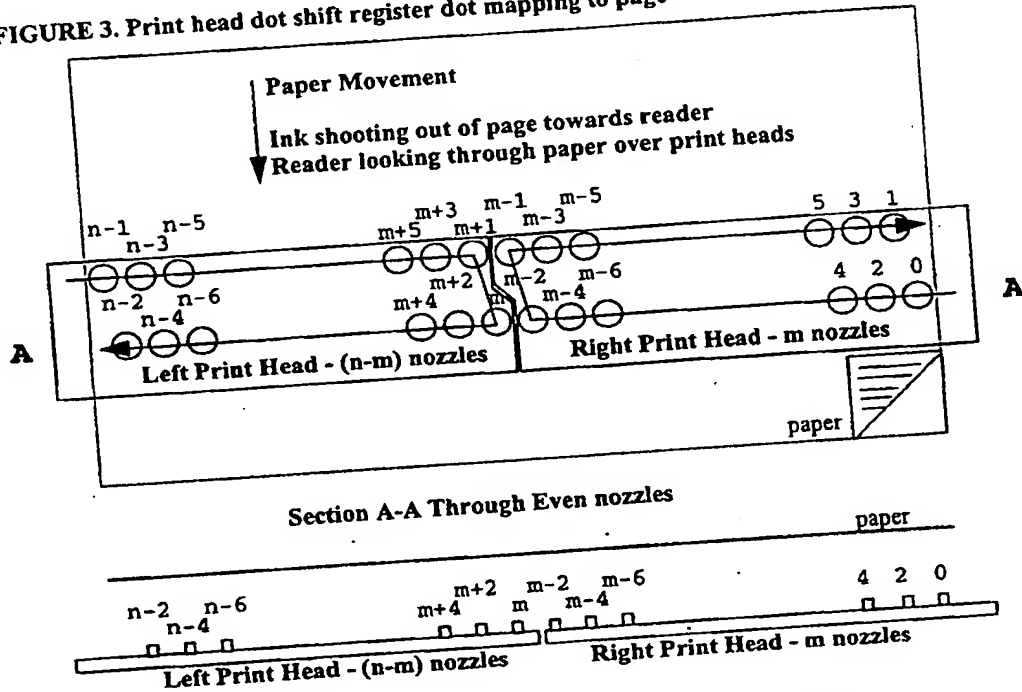 FIGURE 3. Print head dot shift register dot mapping to page
Paper Movement
Ink shooting out of page towards reader
Reader looking through paper over print heads
n-1 n-3 n-5 m+5 m+3 m+1 m-1 m-3 m-5 5 3 1
n-2 n-4 n-6 m+4 m+2 m m-2 m-4 m-6 4 2 0
A A
Left Print Head - (n-m) nozzles Right Print Head - m nozzles
paper
Section A-A Through Even nozzles
paper
n-2 n-4 n-6 m+4 m+2 m m-2 m-4 m-6 4 2 0
Left Print Head - (n-m) nozzles Right Print Head - m nozzles